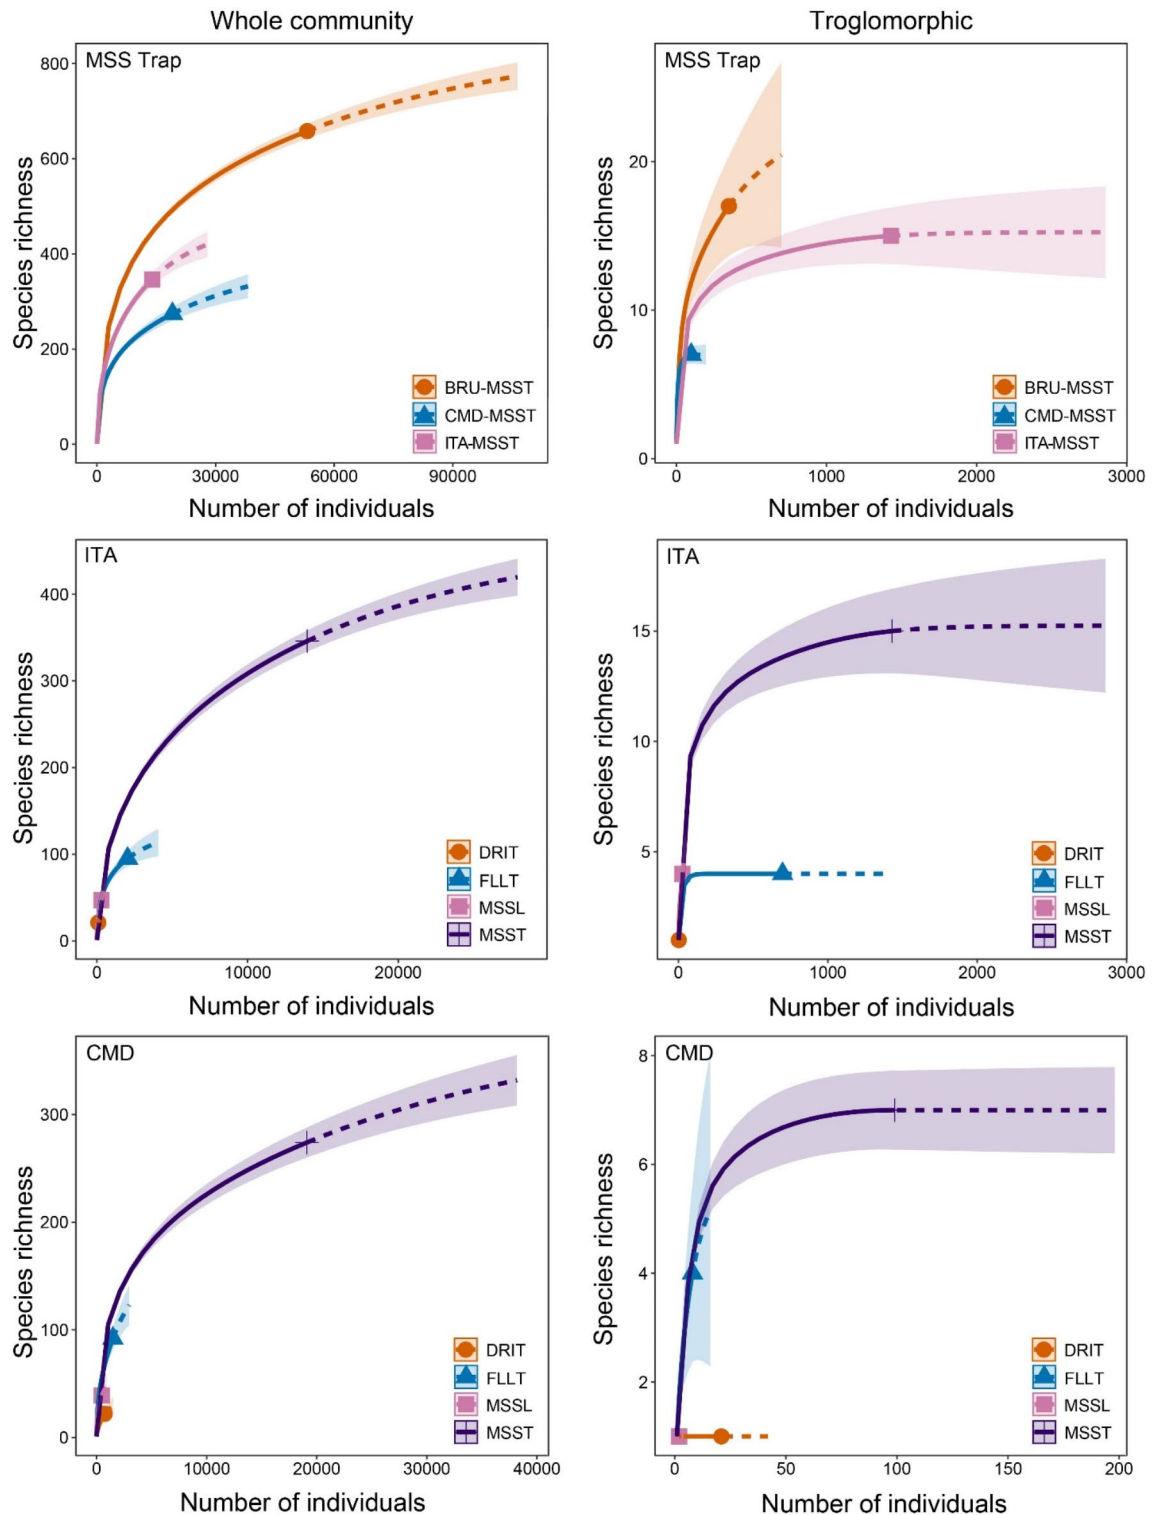 Whole community
Troglomorphic
MSS Trap
800
600
400
200
0
Species richness
0 30000 60000 90000
Number of individuals
BRU-MSST
CMD-MSST
ITA-MSST
MSS Trap
20
10
0
Species richness
0 1000 2000 3000
Number of individuals
BRU-MSST
CMD-MSST
ITA-MSST
ITA
400
300
200
100
0
Species richness
0 10000 20000
Number of individuals
DRIT
FLLT
MSSL
MSST
ITA
15
10
5
Species richness
0 1000 2000 3000
Number of individuals
DRIT
FLLT
MSSL
MSST
CMD
300
200
100
0
Species richness
0 10000 20000 30000 40000
Number of individuals
DRIT
FLLT
MSSL
MSST
CMD
8
6
4
2
Species richness
0 50 100 150 200
Number of individuals
DRIT
FLLT
MSSL
MSST